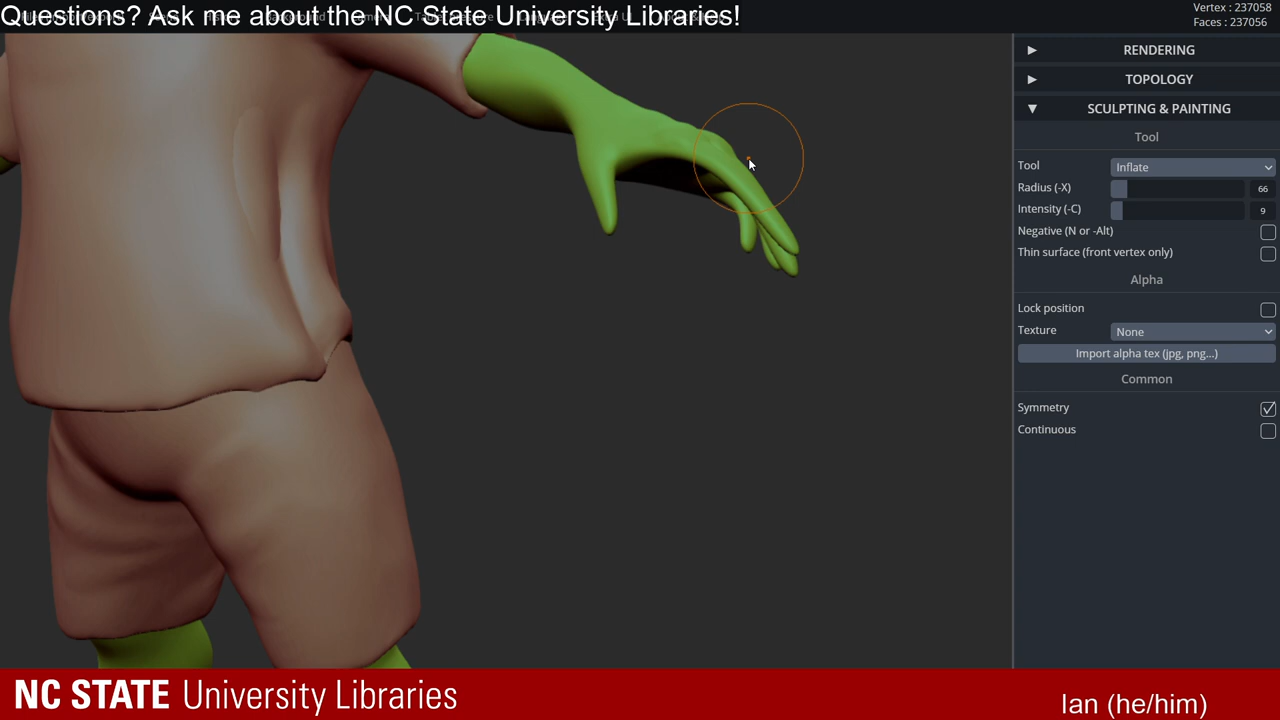 Questions? Ask me about the NC State University Libraries!
Vertex : 237058
Faces : 237056
RENDERING
TOPOLOGY
SCULPTING & PAINTING
Tool
Tool
Inflate
Radius (-X)
66
Intensity (-C)
9
Negative (N or -Alt)
Thin surface (front vertex only)
Alpha
Lock position
Texture
None
Import alpha tex (jpg, png...)
Common
Symmetry
Continuous
NC STATE University Libraries
Ian (he/him)